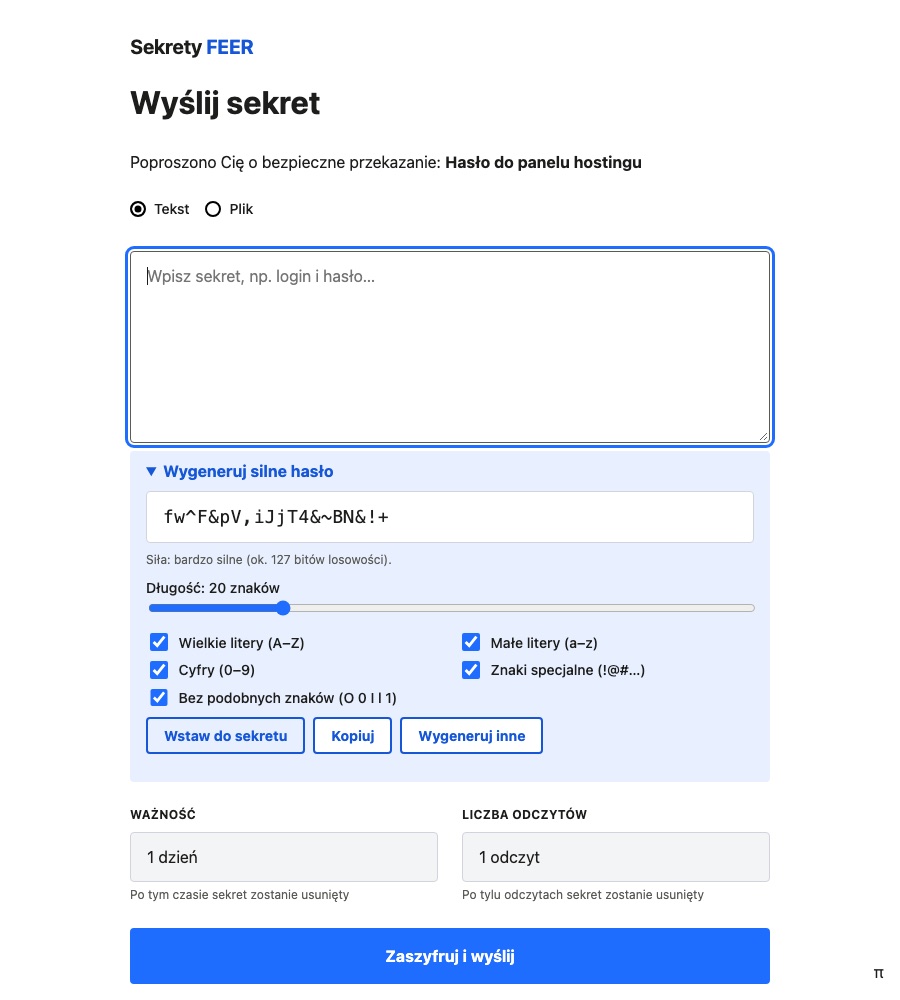 Sekrety FEER
Wyślij sekret
Poproszono Cię o bezpieczne przekazanie: Hasło do panelu hostingu
Tekst Plik
Wpisz sekret, np. login i hasło...
▼ Wygeneruj silne hasło
fw^F&pV,iJjT4&~BN&!+
Siła: bardzo silne (ok. 127 bitów losowości).
Długość: 20 znaków
Wielkie litery (A–Z) Małe litery (a–z)
Cyfry (0–9) Znaki specjalne (!@#...)
Bez podobnych znaków (O 0 I l 1)
Wstaw do sekretu Kopiuj Wygeneruj inne
WAŻNOŚĆ LICZBA ODCZYTÓW
1 dzień 1 odczyt
Po tym czasie sekret zostanie usunięty Po tylu odczytach sekret zostanie usunięty
Zaszyfruj i wyślij
π